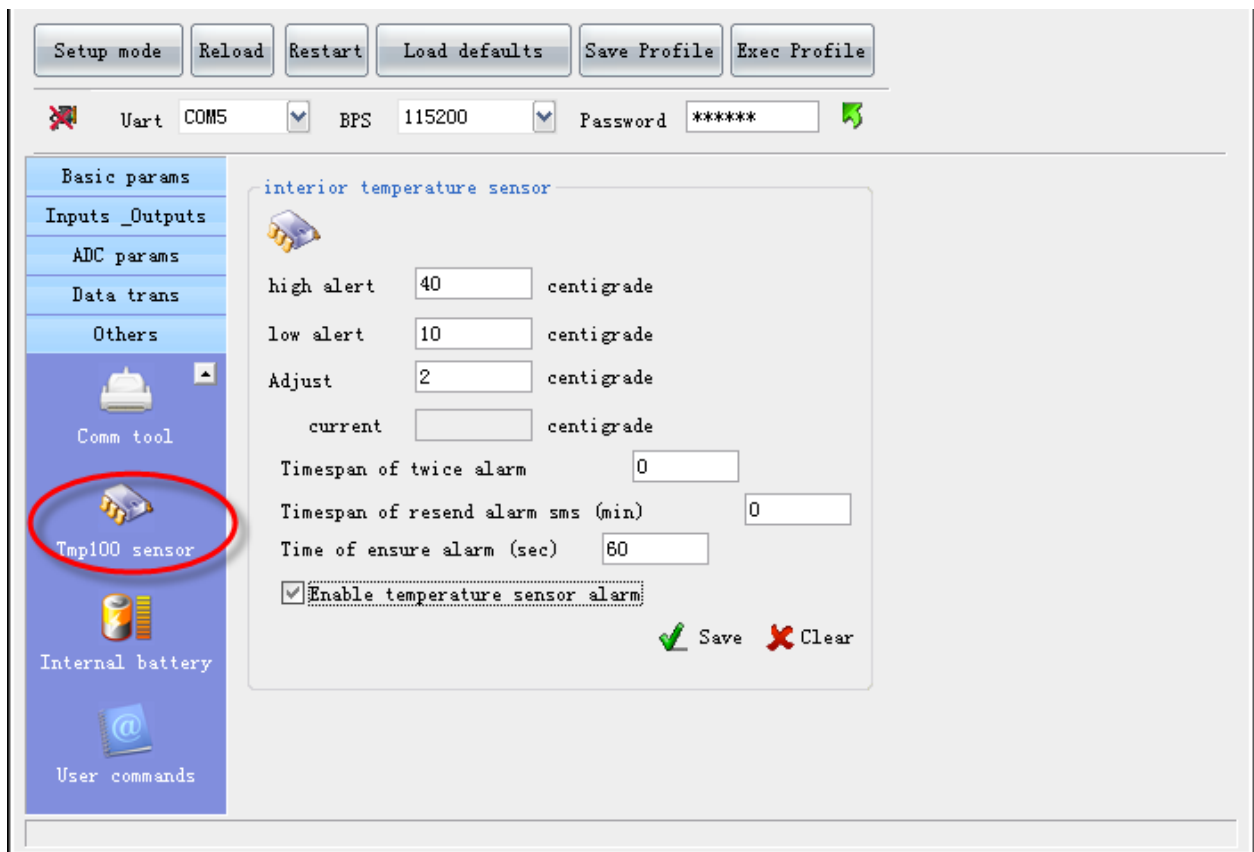 Setup mode Reload Restart Load defaults Save Profile Exec Profile
Uart COM5 BPS 115200 Password ******
Basic params
Inputs _Outputs
ADC params
Data trans
Others
Comm tool
Tmp100 sensor
Internal battery
@
User commands
interior temperature sensor
high alert 40 centigrade
low alert 10 centigrade
Adjust 2 centigrade
current centigrade
Timespan of twice alarm 0
Timespan of resend alarm sms (min) 0
Time of ensure alarm (sec) 60
Enable temperature sensor alarm
Save Clear